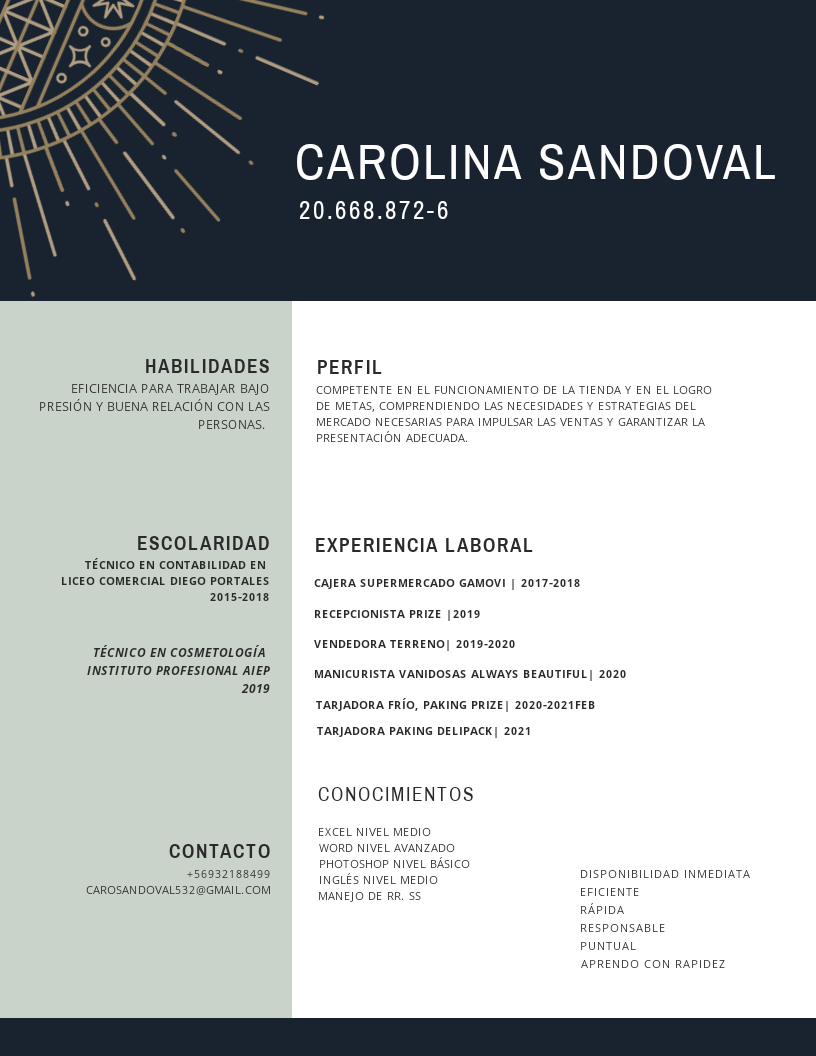 CAROLINA SANDOVAL
20.668.872-6
HABILIDADES
EFICIENCIA PARA TRABAJAR BAJO
PRESIÓN Y BUENA RELACIÓN CON LAS
PERSONAS.
ESCOLARIDAD
TÉCNICO EN CONTABILIDAD EN
LICEO COMERCIAL DIEGO PORTALES
2015-2018
TÉCNICO EN COSMETOLOGÍA
INSTITUTO PROFESIONAL AIEP
2019
CONTACTO
+56932188499
CAROSANDOVAL532@GMAIL.COM
PERFIL
COMPETENTE EN EL FUNCIONAMIENTO DE LA TIENDA Y EN EL LOGRO
DE METAS, COMPRENDIENDO LAS NECESIDADES Y ESTRATEGIAS DEL
MERCADO NECESARIAS PARA IMPULSAR LAS VENTAS Y GARANTIZAR LA
PRESENTACIÓN ADECUADA.
EXPERIENCIA LABORAL
CAJERA SUPERMERCADO GAMOVI | 2017-2018
RECEPCIONISTA PRIZE |2019
VENDEDORA TERRENO| 2019-2020
MANICURISTA VANIDOSAS ALWAYS BEAUTIFUL| 2020
TARJADORA FRÍO, PAKING PRIZE| 2020-2021FEB
TARJADORA PAKING DELIPACK| 2021
CONOCIMIENTOS
EXCEL NIVEL MEDIO
WORD NIVEL AVANZADO
PHOTOSHOP NIVEL BÁSICO
INGLÉS NIVEL MEDIO
MANEJO DE RR. SS
DISPONIBILIDAD INMEDIATA
EFICIENTE
RÁPIDA
RESPONSABLE
PUNTUAL
APRENDO CON RAPIDEZ